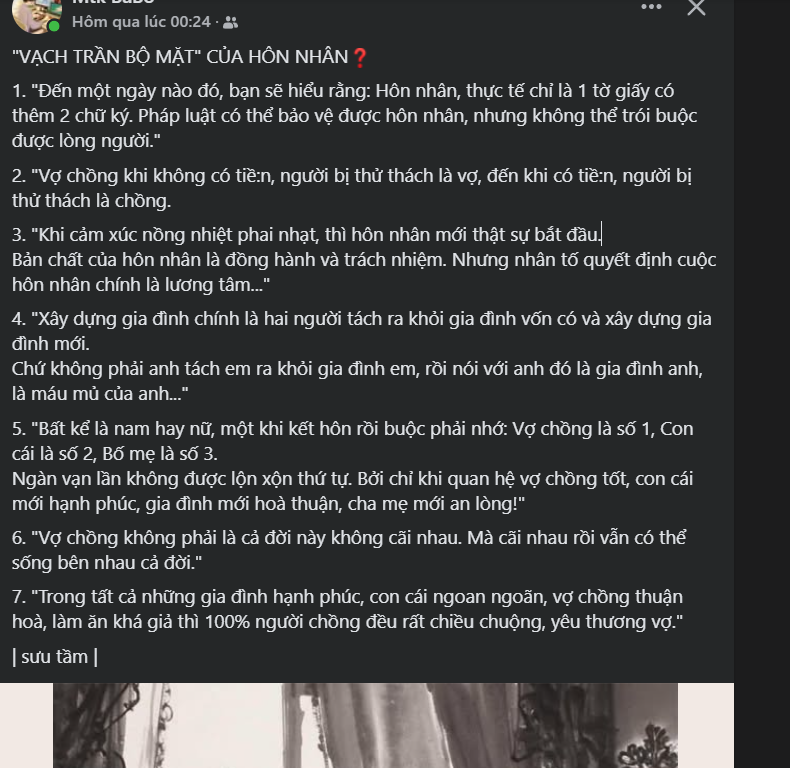 Hôm qua lúc 00:24 ·
"VẠCH TRẦN BỘ MẶT" CỦA HÔN NHÂN❓
1. "Đến một ngày nào đó, bạn sẽ hiểu rằng: Hôn nhân, thực tế chỉ là 1 tờ giấy có
thêm 2 chữ ký. Pháp luật có thể bảo vệ được hôn nhân, nhưng không thể trói buộc
được lòng người."
2. "Vợ chồng khi không có tiề:n, người bị thử thách là vợ, đến khi có tiề:n, người bị
thử thách là chồng.
3. "Khi cảm xúc nồng nhiệt phai nhạt, thì hôn nhân mới thật sự bắt đầu.
Bản chất của hôn nhân là đồng hành và trách nhiệm. Nhưng nhân tố quyết định cuộc
hôn nhân chính là lương tâm..."
4. "Xây dựng gia đình chính là hai người tách ra khỏi gia đình vốn có và xây dựng gia
đình mới.
Chứ không phải anh tách em ra khỏi gia đình em, rồi nói với anh đó là gia đình anh,
là máu mủ của anh..."
5. "Bất kể là nam hay nữ, một khi kết hôn rồi buộc phải nhớ: Vợ chồng là số 1, Con
cái là số 2, Bố mẹ là số 3.
Ngàn vạn lần không được lộn xộn thứ tự. Bởi chỉ khi quan hệ vợ chồng tốt, con cái
mới hạnh phúc, gia đình mới hoà thuận, cha mẹ mới an lòng!"
6. "Vợ chồng không phải là cả đời này không cãi nhau. Mà cãi nhau rồi vẫn có thể
sống bên nhau cả đời."
7. "Trong tất cả những gia đình hạnh phúc, con cái ngoan ngoãn, vợ chồng thuận
hoà, làm ăn khá giả thì 100% người chồng đều rất chiều chuộng, yêu thương vợ."
| sưu tầm |